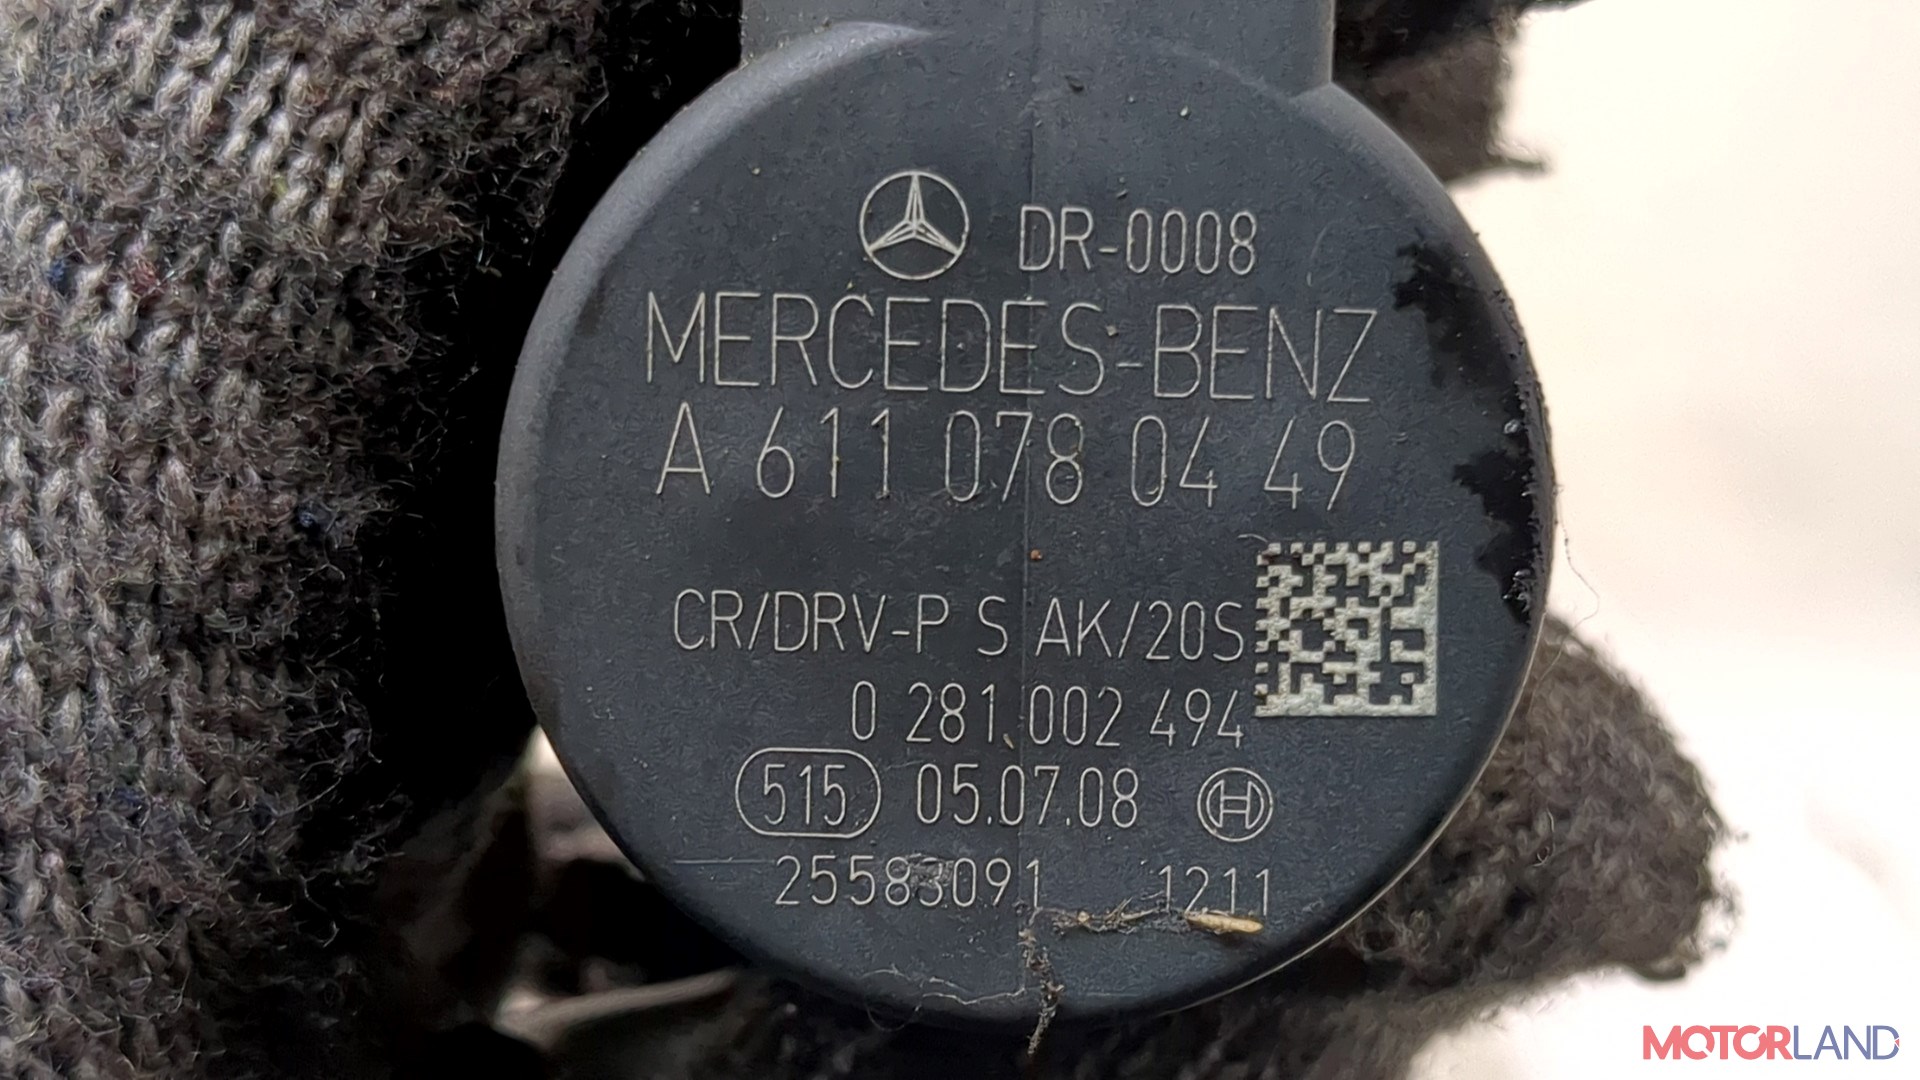 DR-0008
MERCEDES-BENZ
A 611 078 04 49
CR/DRV-P S AK/20S
0 281 002 494
515 05.07.08
25583091 1211
MOTORLAND